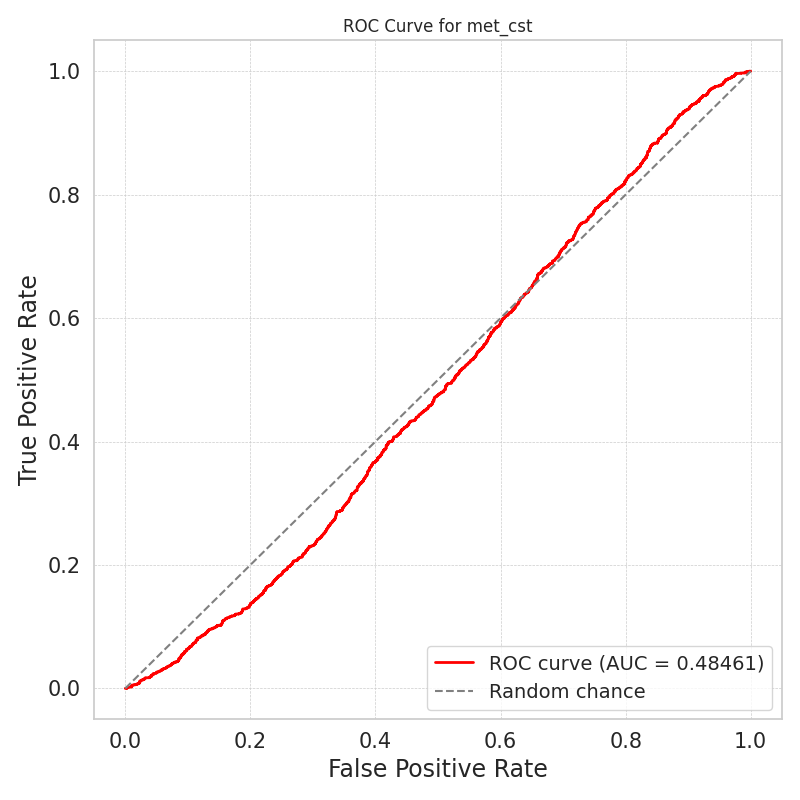 ROC Curve for met_cst
1.0
0.8
0.6
0.4
0.2
0.0
True Positive Rate
ROC curve (AUC = 0.48461)
Random chance
0.0 0.2 0.4 0.6 0.8 1.0
False Positive Rate